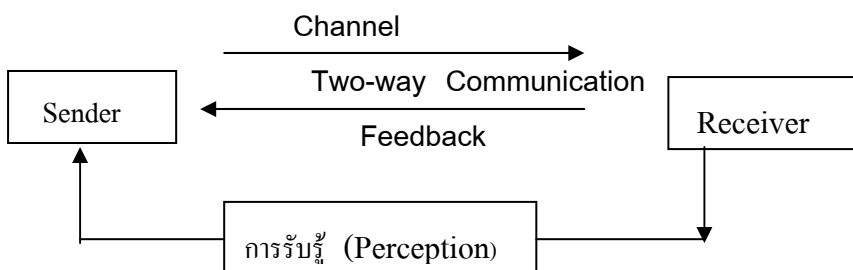 Channel
Two-way Communication
Sender
Receiver
Feedback
การรับรู้ (Perception)